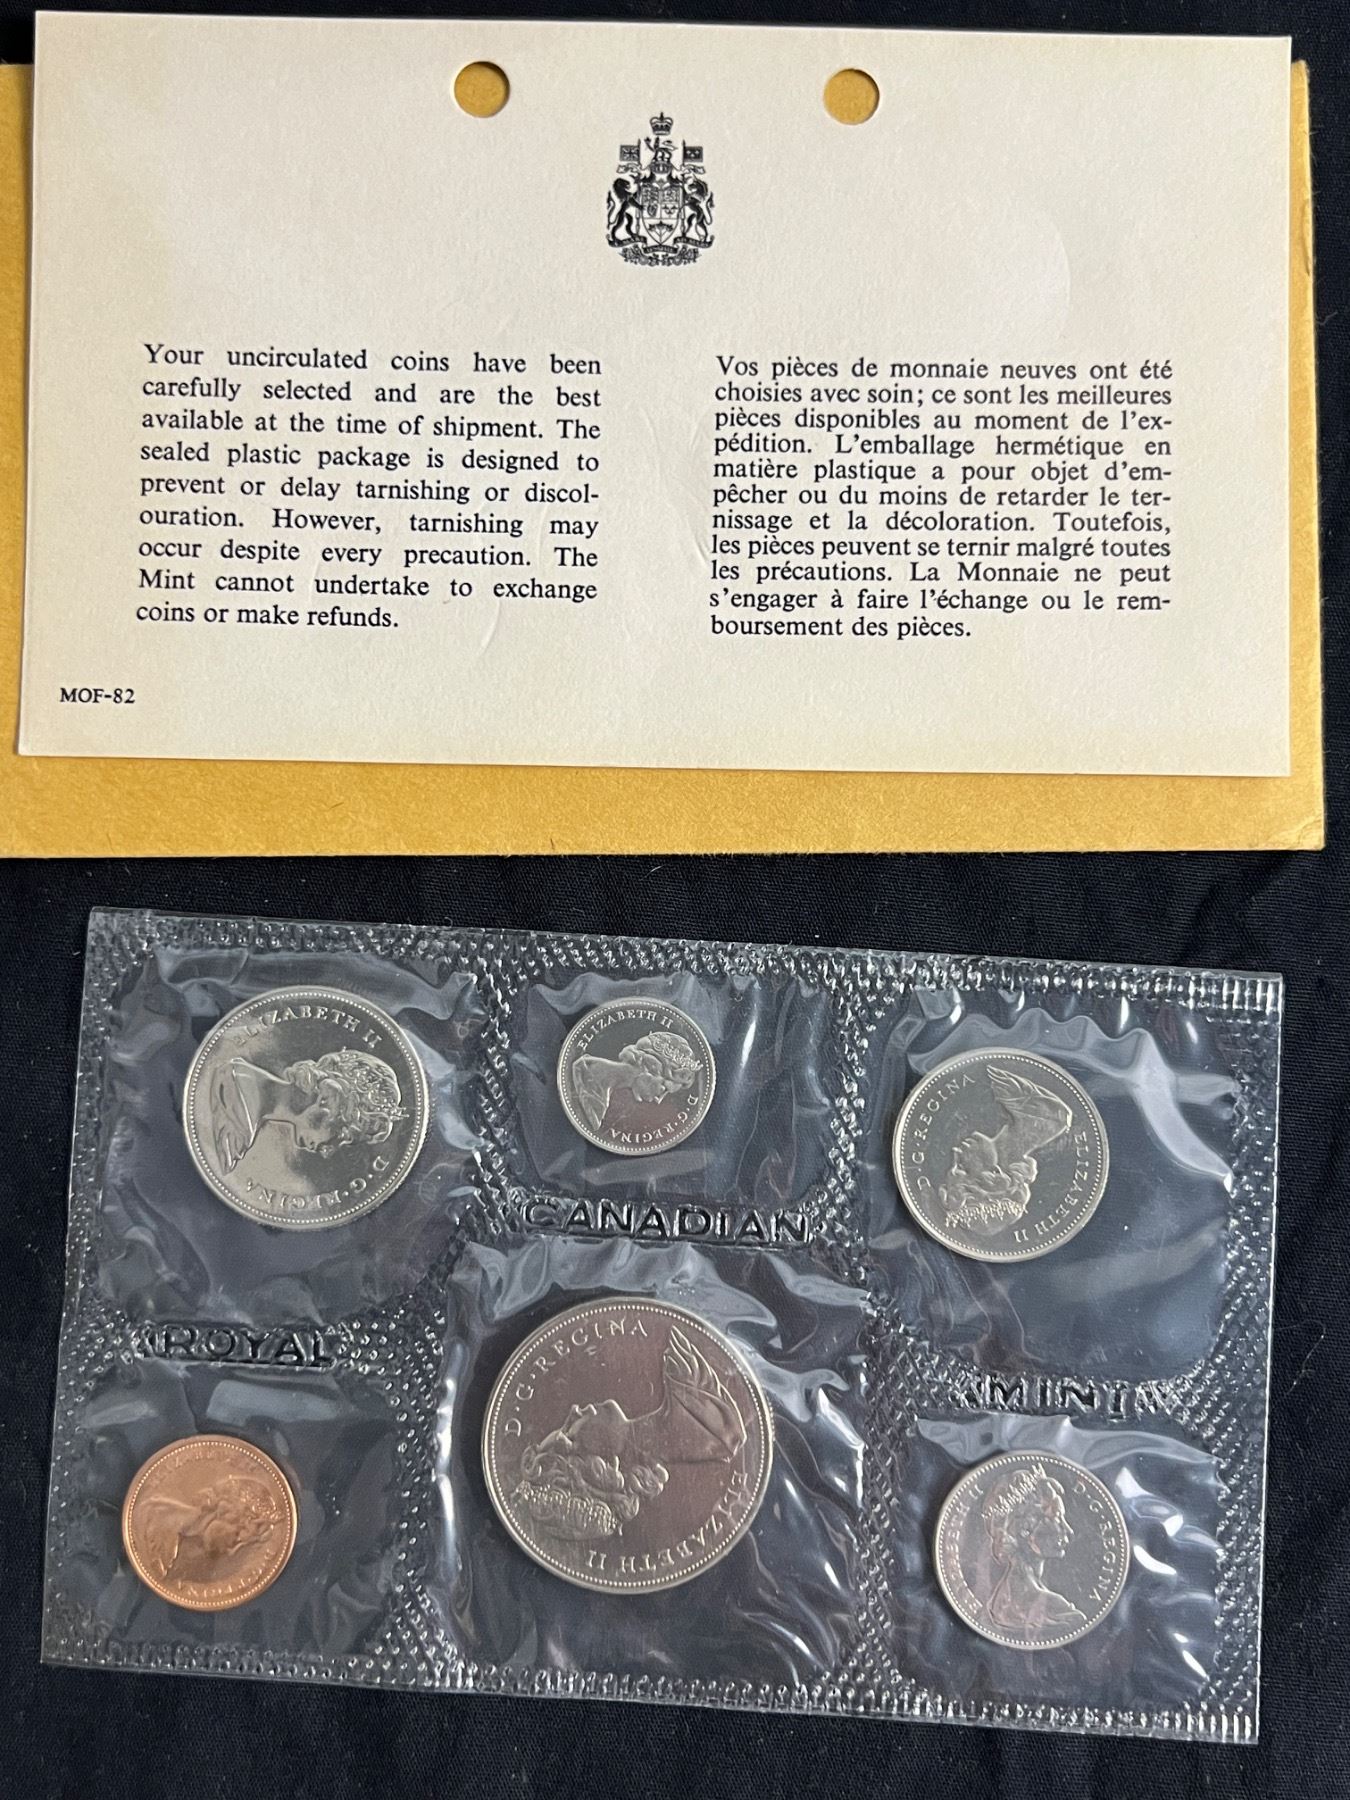 Your uncirculated coins have been
carefully selected and are the best
available at the time of shipment. The
sealed plastic package is designed to
prevent or delay tarnishing or discol-
ouration. However, tarnishing may
occur despite every precaution. The
Mint cannot undertake to exchange
coins or make refunds.
Vos pièces de monnaie neuves ont été
choisies avec soin; ce sont les meilleures
pièces disponibles au moment de l'ex-
pédition. L'emballage hermétique en
matière plastique a pour objet d'em-
pêcher ou du moins de retarder le ter-
nissage et la décoloration. Toutefois,
les pièces peuvent se ternir malgré toutes
les précautions. La Monnaie ne peut
s'engager à faire l'échange ou le rem-
boursement des pièces.
MOF-82
ELIZABETH II D·G·REGINA
ELIZABETH II D·G·REGINA
ELIZABETH II D·G·REGINA
ROYAL
CANADIAN
MINT
ELIZABETH II D·G·REGINA
ELIZABETH II D·G·REGINA
ELIZABETH II D·G·REGINA